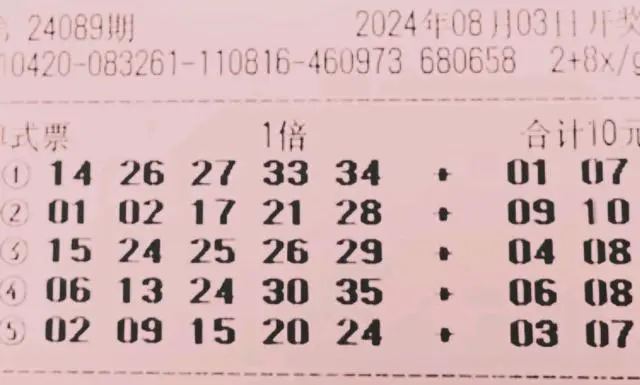 24089期 2024年08月03日开奖
10420-083261-110816-460973 680658 2+8x/g
单式票 1倍 合计10元
① 14 26 27 33 34 + 01 07
② 01 02 17 21 28 + 09 10
③ 15 24 25 26 29 + 04 08
④ 06 13 24 30 35 + 06 08
⑤ 02 09 15 20 24 + 03 07